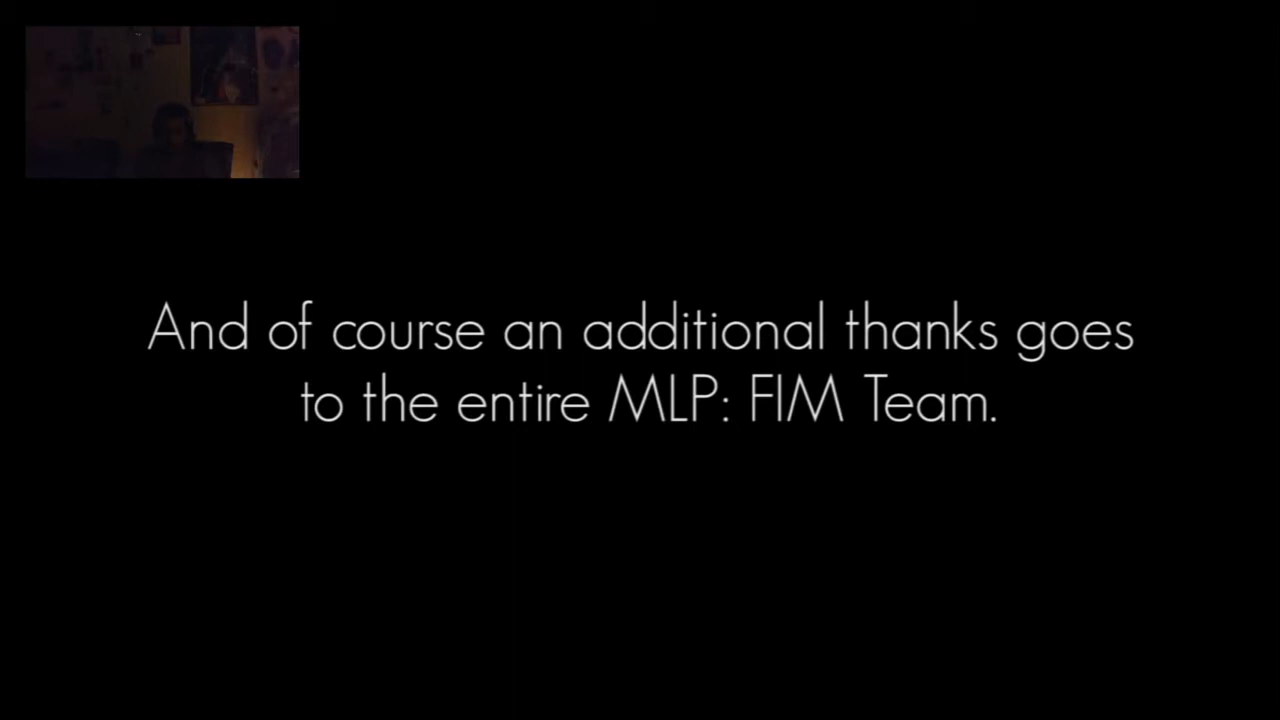 And of course an additional thanks goes
to the entire MLP: FIM Team.